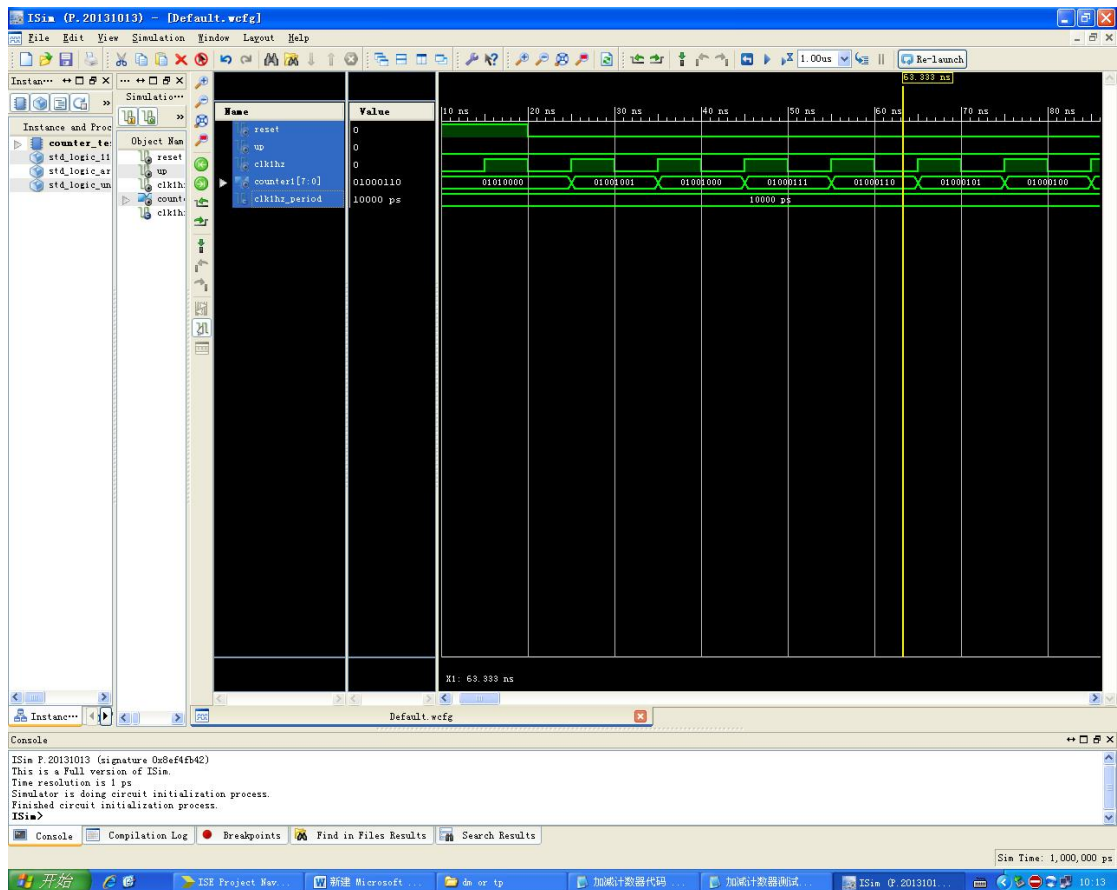 ISim (P.20131013) - [Default.wcfg]
File Edit View Simulation Window Layout Help
1.00us
Re-launch
Instan···
···
Simulatio···
»
»
Instance and Proc
Object Nam
counter_te:
std_logic_11
std_logic_ar
std_logic_un
reset
up
clk1h:
count
clk1h:
Name
Value
reset
0
up
0
clk1hz
0
counter1[7:0]
01000110
clk1hz_period
10000 ps
63.333 ns
10 ns 20 ns 30 ns 40 ns 50 ns 60 ns 70 ns 80 ns
01010000 01001001 01001000 01000111 01000110 01000101 01000100
10000 ps
X1: 63.333 ns
Instanc···
Default.wcfg
Console
ISim P.20131013 (signature 0x8ef4fb42)
This is a Full version of ISim.
Time resolution is 1 ps
Simulator is doing circuit initialization process.
Finished circuit initialization process.
ISim>
Console Compilation Log Breakpoints Find in Files Results Search Results
Sim Time: 1,000,000 ps
开始 ISE Project Nav... 新建 Microsoft ... dm or tp 加减计数器代码 ... 加减计数器测试... ISim (P.2013101... 10:13